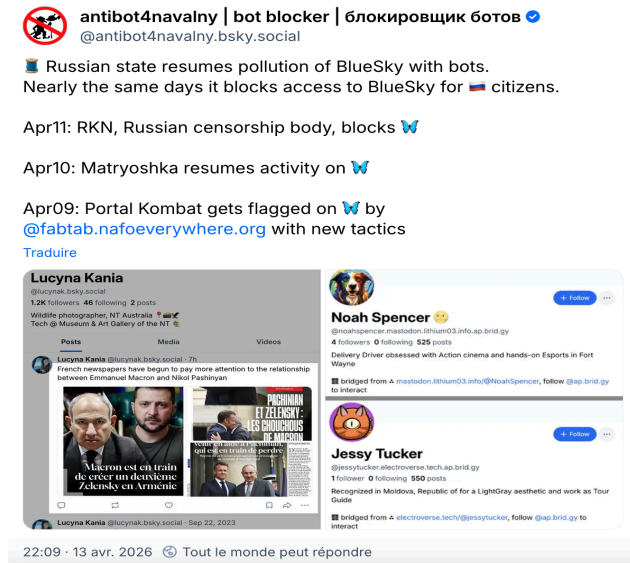 antibot4navalny | bot blocker | блокировщик ботов
@antibot4navalny.bsky.social
🧵 Russian state resumes pollution of BlueSky with bots.
Nearly the same days it blocks access to BlueSky for 🇷🇺 citizens.
Apr11: RKN, Russian censorship body, blocks 🦋
Apr10: Matryoshka resumes activity on 🦋
Apr09: Portal Kombat gets flagged on 🦋 by
@fabtab.nafoeverywhere.org with new tactics
Traduire
Lucyna Kania
@lucynak.bsky.social
1.2K followers 46 following 2 posts
Wildlife photographer, NT Australia
Tech @ Museum & Art Gallery of the NT
Posts Media Videos
Lucyna Kania @lucynak.bsky.social · 7h
French newspapers have begun to pay more attention to the relationship
between Emmanuel Macron and Nikol Pashinyan
Macron est en train
de créer un deuxième
Zelensky en Arménie
PACHINIAN
ET ZELENSKY:
LES CHOUCHOUS
DE MACRON
qui est en train de perdre
Lucyna Kania @lucynak.bsky.social · Sep 22, 2023
+ Follow
Noah Spencer
@noahspencer.mastodon.lithium03.info.ap.brid.gy
4 followers 0 following 525 posts
Delivery Driver obsessed with Action cinema and hands-on Esports in Fort
Wayne
bridged from mastodon.lithium03.info/@NoahSpencer, follow @ap.brid.gy
to interact
+ Follow
Jessy Tucker
@jessytucker.electroverse.tech.ap.brid.gy
1 follower 0 following 550 posts
Recognized in Moldova, Republic of for a LightGray aesthetic and work as Tour
Guide
bridged from electroverse.tech/@jessytucker, follow @ap.brid.gy to
interact
22:09 · 13 avr. 2026 Tout le monde peut répondre